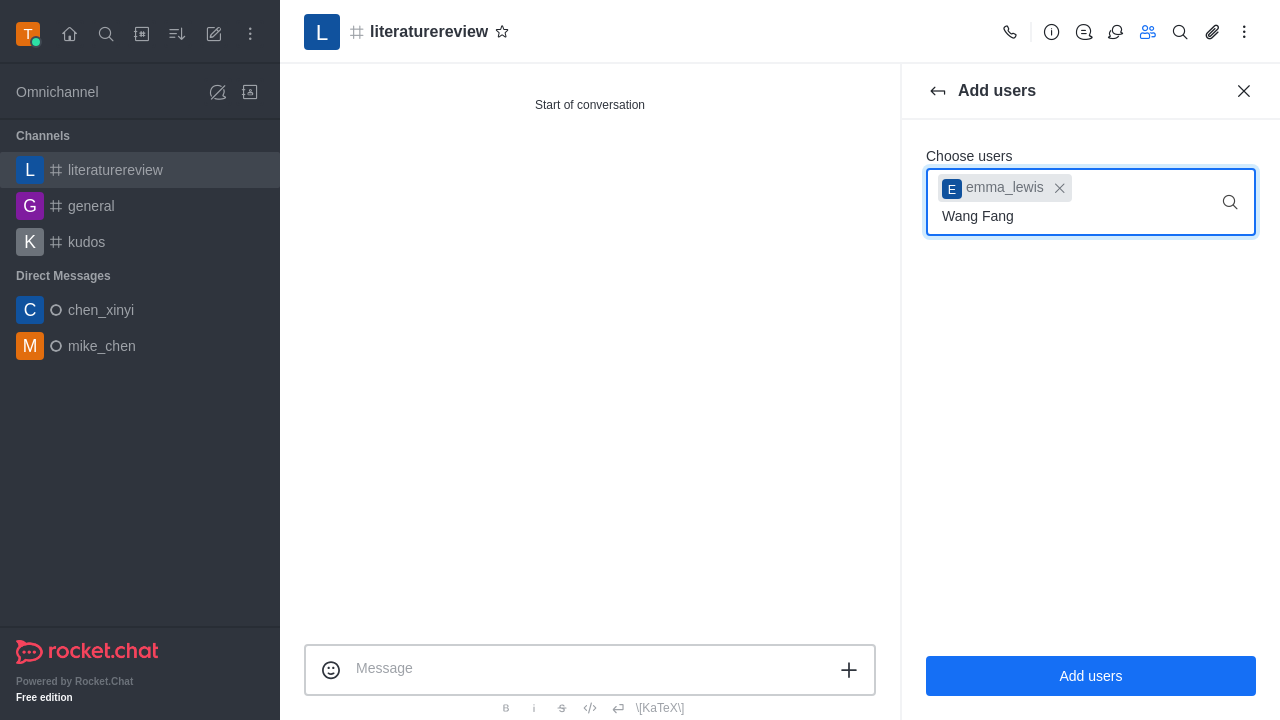 T
Omnichannel
Channels
L literaturereview
G general
K kudos
Direct Messages
C chen_xinyi
M mike_chen
rocket.chat
Powered by Rocket.Chat
Free edition
L literaturereview
Start of conversation
Message
B i S </> \[KaTeX\]
Add users
Choose users
E emma_lewis
Wang Fang
Add users